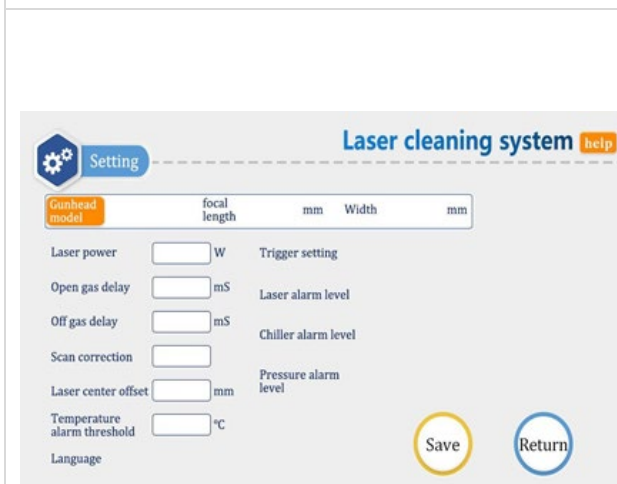 Laser cleaning system help
Setting
Gunhead
model
focal
length
mm
Width
mm
Laser power
W
Trigger setting
Open gas delay
mS
Laser alarm level
Off gas delay
mS
Chiller alarm level
Scan correction
Pressure alarm
level
Laser center offset
mm
Temperature
alarm threshold
°C
Language
Save
Return